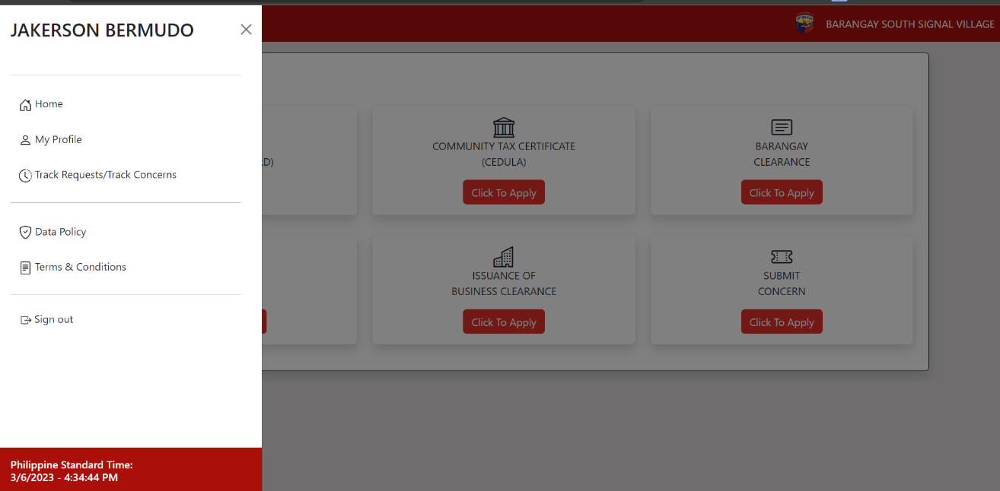 JAKERSON BERMUDO
Home
My Profile
Track Requests/Track Concerns
Data Policy
Terms & Conditions
Sign out
Philippine Standard Time:
3/6/2023 - 4:34:44 PM
BARANGAY SOUTH SIGNAL VILLAGE
COMMUNITY TAX CERTIFICATE
(CEDULA)
Click To Apply
BARANGAY
CLEARANCE
Click To Apply
ISSUANCE OF
BUSINESS CLEARANCE
Click To Apply
SUBMIT
CONCERN
Click To Apply